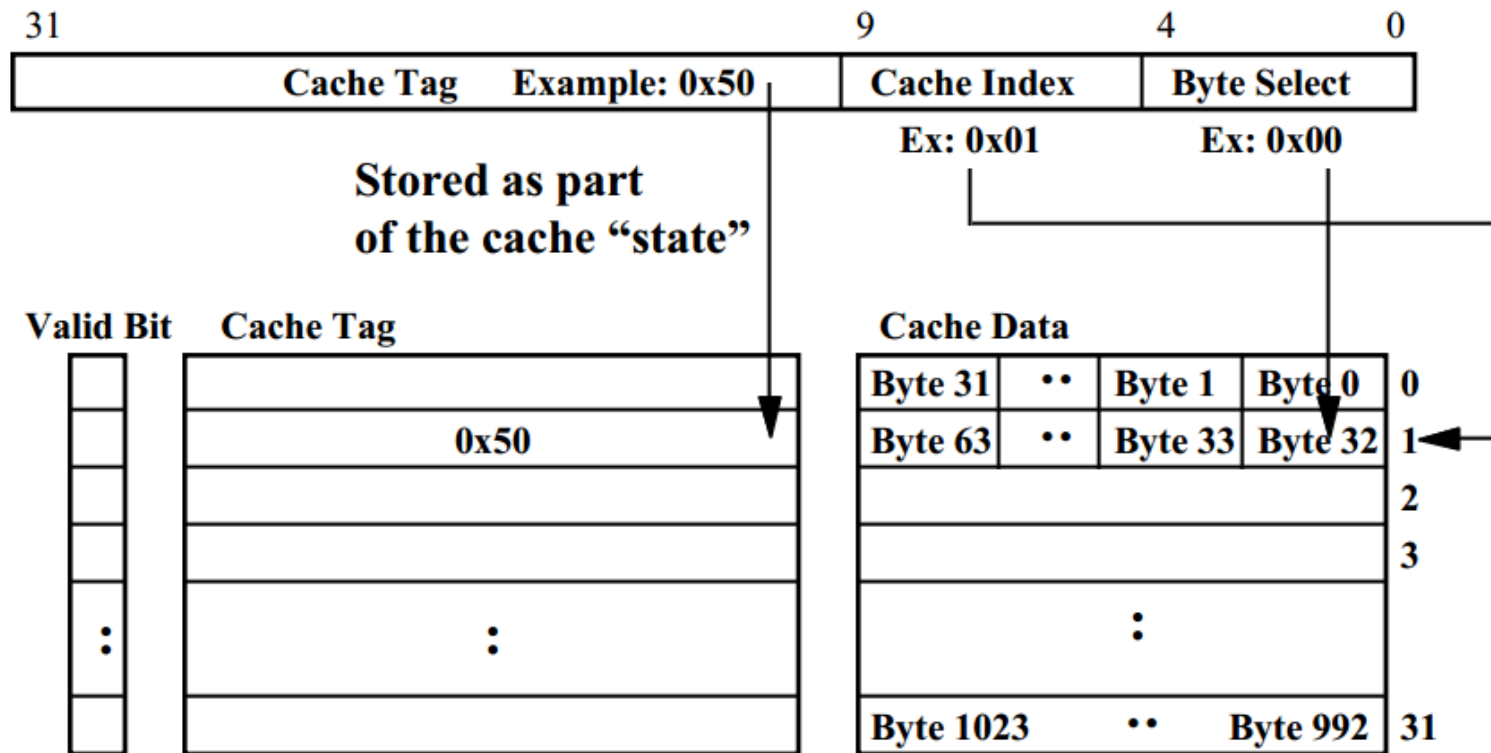 31 9 4 0
Cache Tag Example: 0x50 Cache Index Byte Select
Ex: 0x01 Ex: 0x00
Stored as part
of the cache “state”
Valid Bit Cache Tag Cache Data
Byte 31 •• Byte 1 Byte 0 0
0x50 Byte 63 •• Byte 33 Byte 32 1
2
3
: : :
Byte 1023 •• Byte 992 31